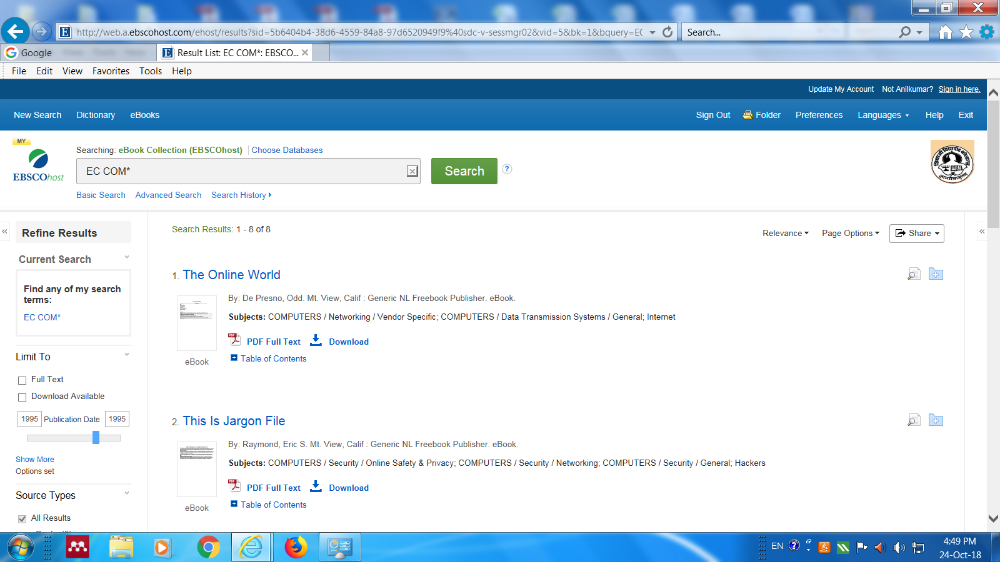 http://web.a.ebscohost.com/ehost/results?sid=5b6404b4-38d6-4559-84a8-97d6520949f9%40sdc-v-sessmgr02&vid=5&bk=1&bquery=EC
Search...
Google
Result List: EC COM*: EBSCO...
File Edit View Favorites Tools Help
Update My Account Not Anilkumar? Sign in here.
New Search Dictionary eBooks
Sign Out Folder Preferences Languages Help Exit
MY
EBSCOhost
Searching: eBook Collection (EBSCOhost) Choose Databases
EC COM*
Search
Basic Search Advanced Search Search History
Refine Results
Current Search
Find any of my search
terms:
EC COM*
Limit To
Full Text
Download Available
1995 Publication Date 1995
Show More
Options set
Source Types
All Results
Search Results: 1 - 8 of 8
Relevance Page Options Share
1. The Online World
By: De Presno, Odd. Mt. View, Calif : Generic NL Freebook Publisher. eBook.
Subjects: COMPUTERS / Networking / Vendor Specific; COMPUTERS / Data Transmission Systems / General; Internet
PDF Full Text Download
Table of Contents
eBook
2. This Is Jargon File
By: Raymond, Eric S. Mt. View, Calif : Generic NL Freebook Publisher. eBook.
Subjects: COMPUTERS / Security / Online Safety & Privacy; COMPUTERS / Security / Networking; COMPUTERS / Security / General; Hackers
PDF Full Text Download
Table of Contents
eBook
EN
4:49 PM
24-Oct-18